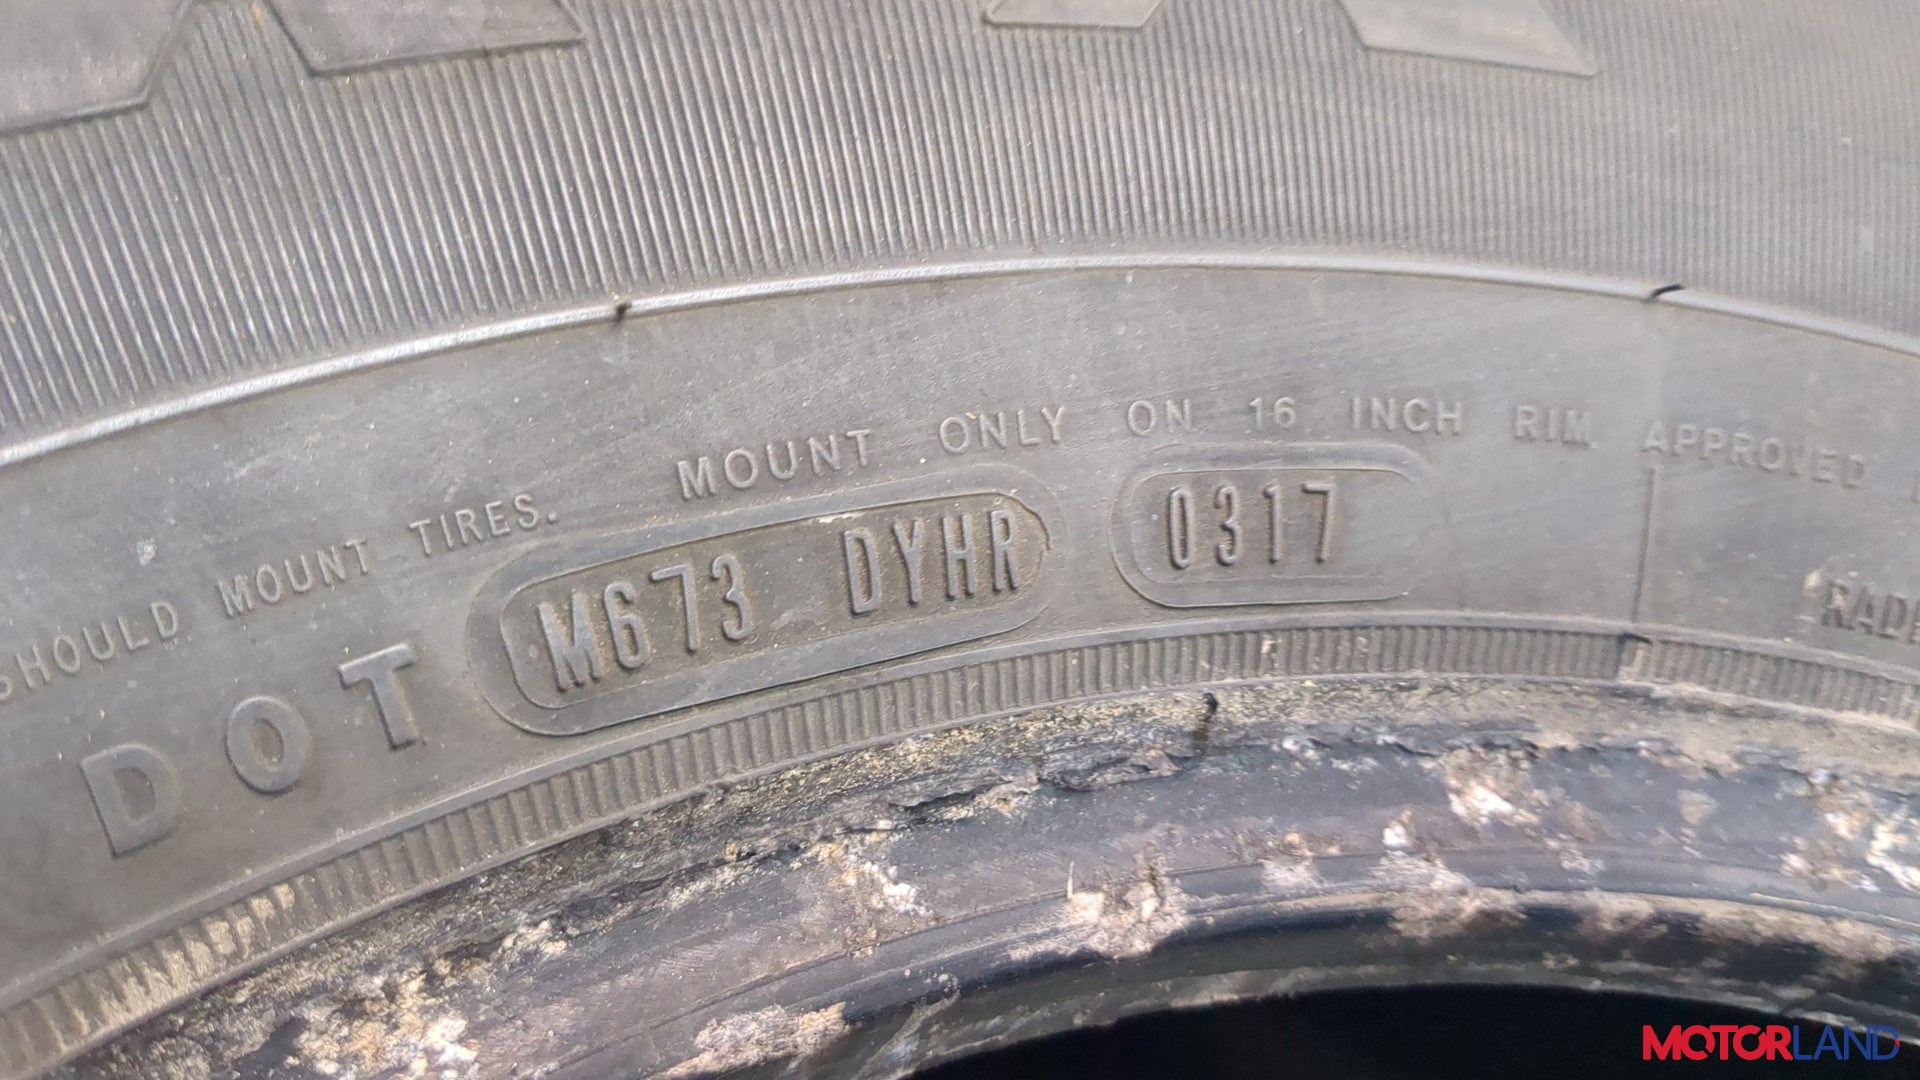 SHOULD MOUNT TIRES. MOUNT ONLY ON 16 INCH RIM APPROVED
DOT M673 DYHR 0317
MOTORLAND